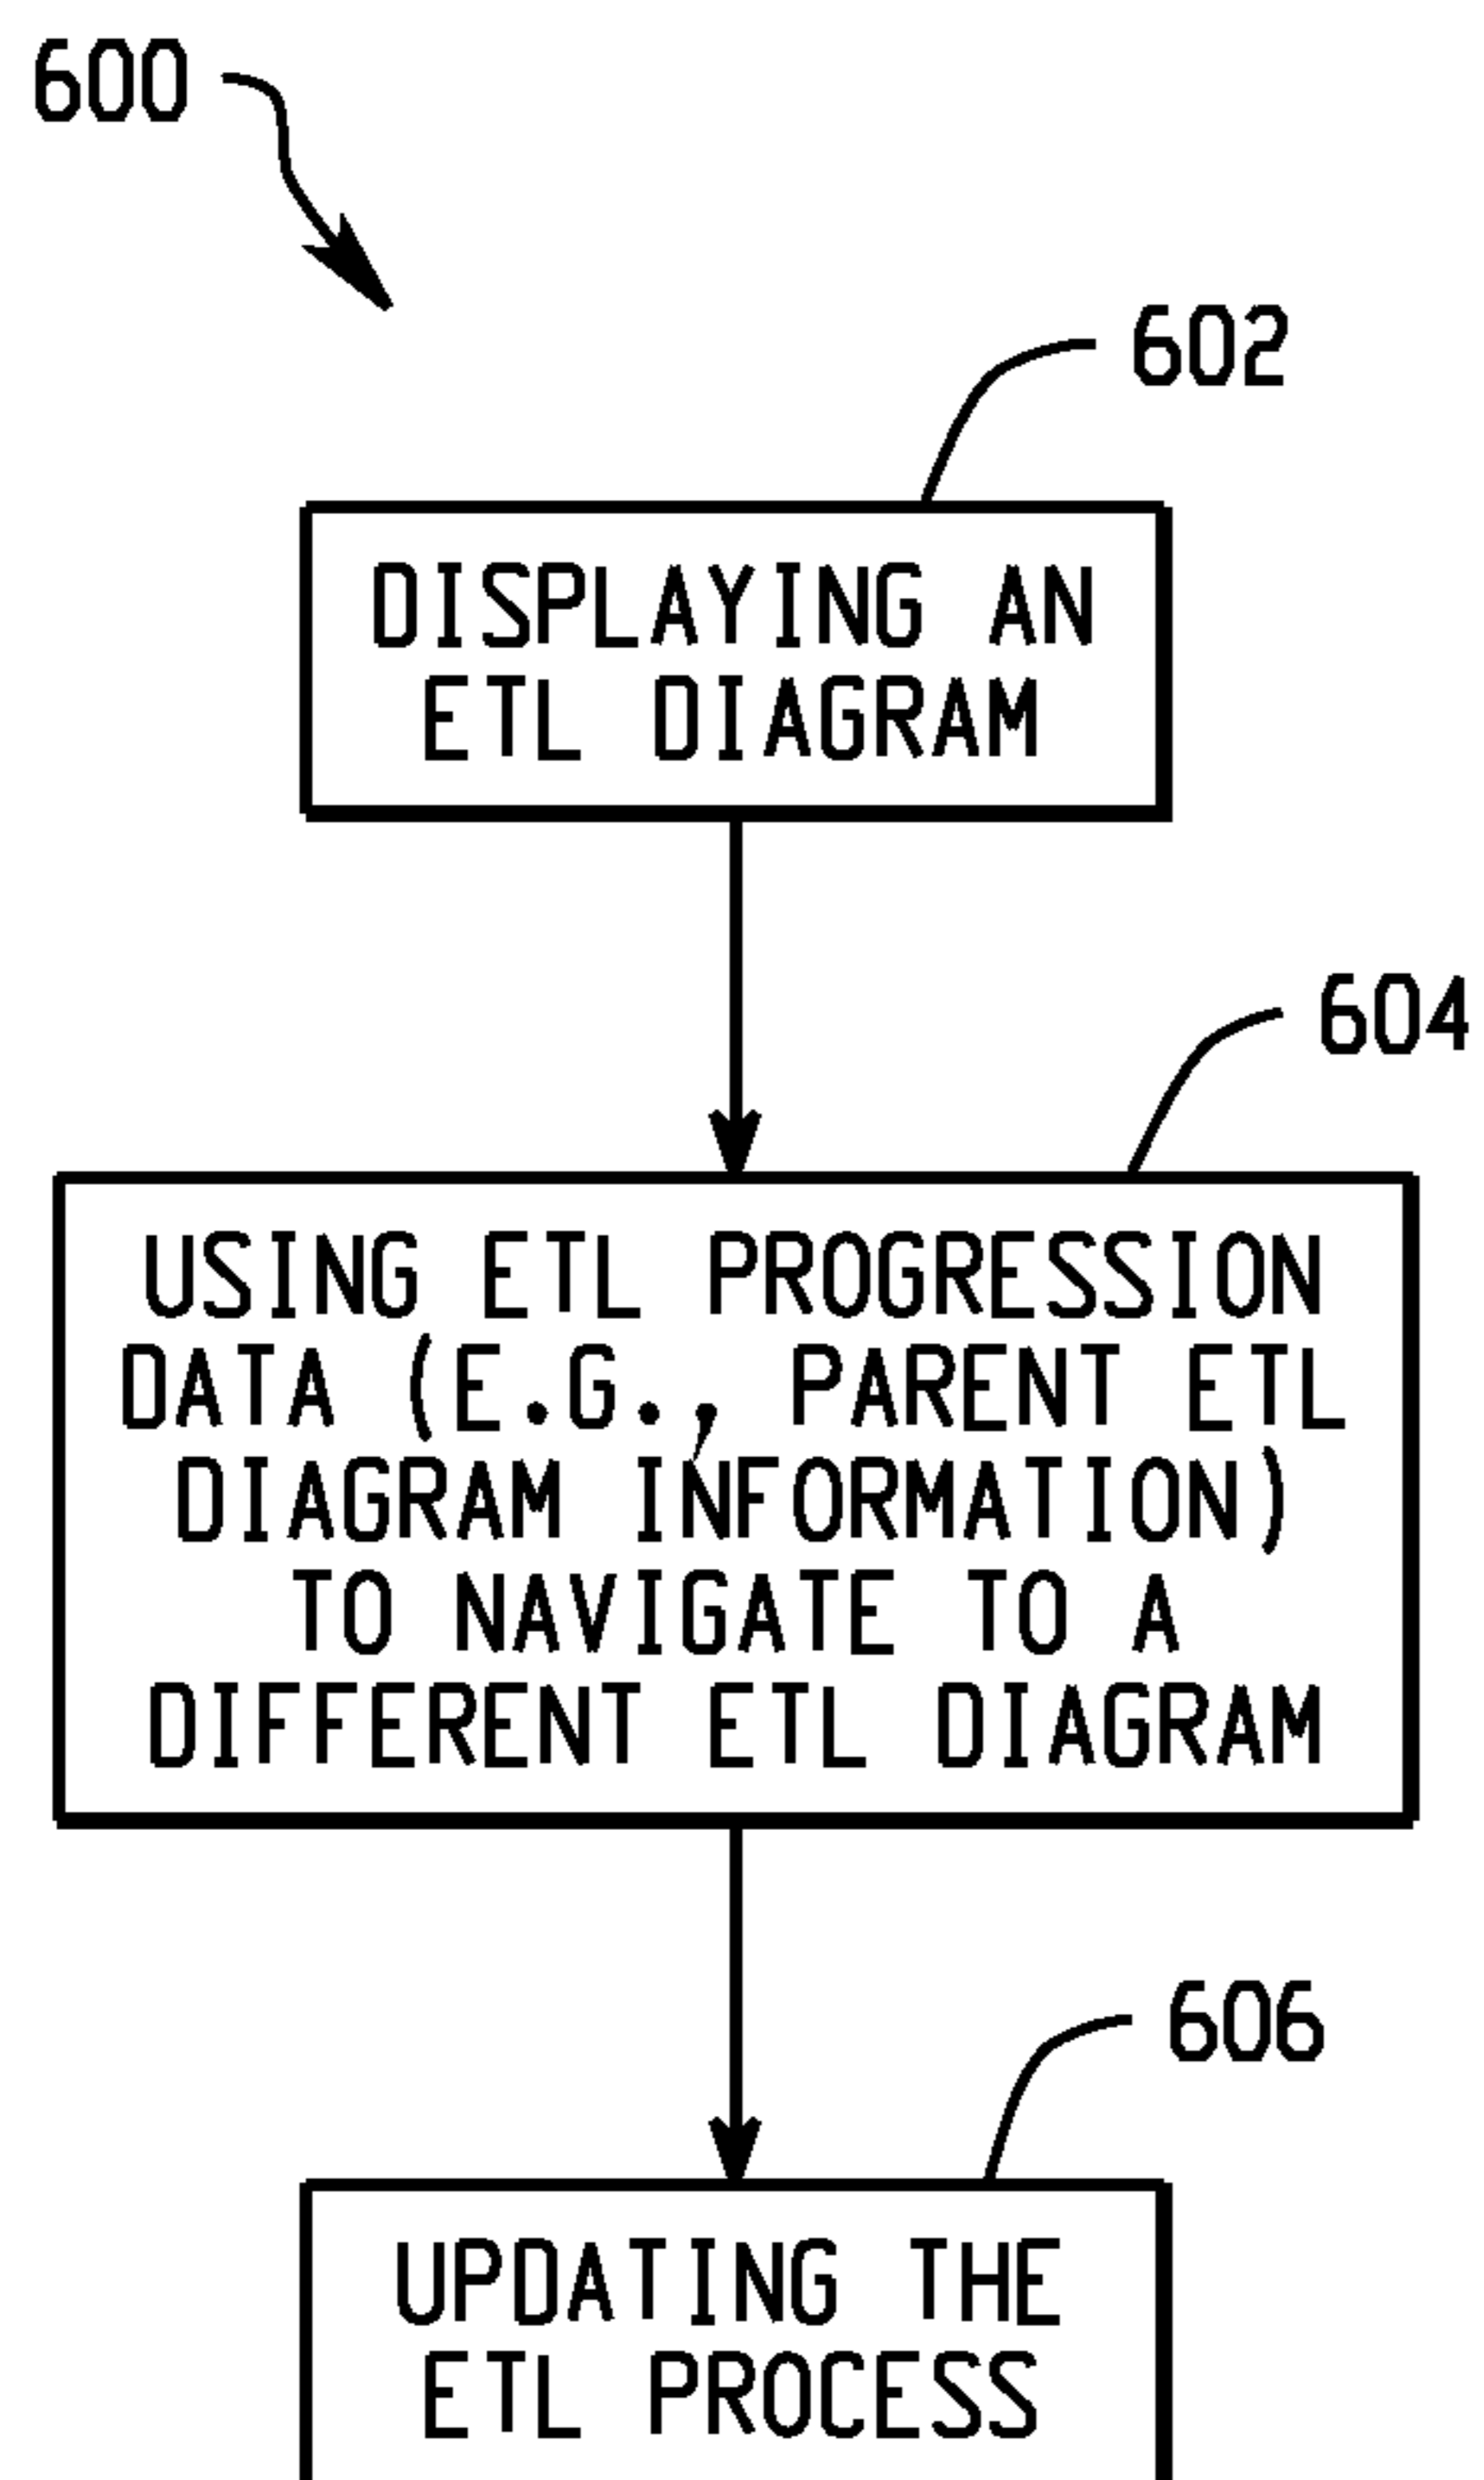 600
602
DISPLAYING AN
ETL DIAGRAM
604
USING ETL PROGRESSION
DATA (E.G., PARENT ETL
DIAGRAM INFORMATION)
TO NAVIGATE TO A
DIFFERENT ETL DIAGRAM
606
UPDATING THE
ETL PROCESS